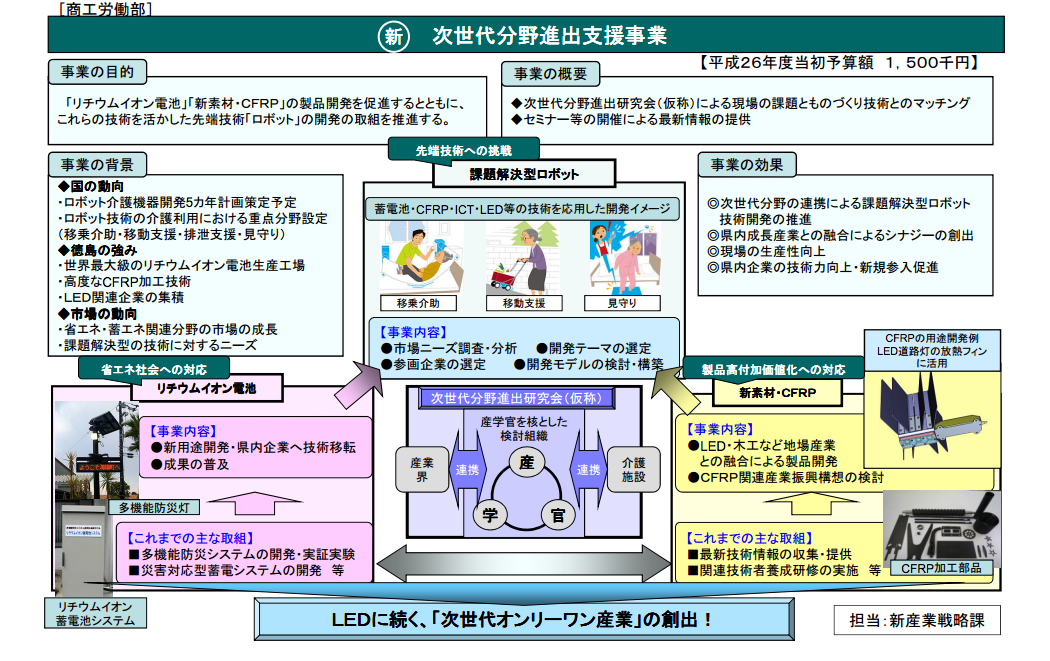 ［商工労働部］
新 次世代分野進出支援事業
【平成２６年度当初予算額 １，５００千円】
事業の目的
「リチウムイオン電池」「新素材・CFRP」の製品開発を促進するとともに、
これらの技術を活かした先端技術「ロボット」の開発の取組を推進する。
事業の概要
◆次世代分野進出研究会（仮称）による現場の課題とものづくり技術とのマッチング
◆セミナー等の開催による最新情報の提供
事業の背景
◆国の動向
・ロボット介護機器開発5カ年計画策定予定
・ロボット技術の介護利用における重点分野設定
（移乗介助・移動支援・排泄支援・見守り）
◆徳島の強み
・世界最大級のリチウムイオン電池生産工場
・高度なCFRP加工技術
・LED関連企業の集積
◆市場の動向
・省エネ・蓄エネ関連分野の市場の成長
・課題解決型の技術に対するニーズ
先端技術への挑戦
課題解決型ロボット
蓄電池・CFRP・ICT・LED等の技術を応用した開発イメージ
移乗介助
移動支援
見守り
【事業内容】
●市場ニーズ調査・分析 ●開発テーマの選定
●参画企業の選定 ●開発モデルの検討・構築
事業の効果
◎次世代分野の連携による課題解決型ロボット
技術開発の推進
◎県内成長産業との融合によるシナジーの創出
◎現場の生産性向上
◎県内企業の技術力向上・新規参入促進
省エネ社会への対応
リチウムイオン電池
【事業内容】
●新用途開発・県内企業へ技術移転
●成果の普及
多機能防災灯
【これまでの主な取組】
■多機能防災システムの開発・実証実験
■災害対応型蓄電システムの開発 等
リチウムイオン
蓄電池システム
次世代分野進出研究会（仮称）
産学官を核とした
検討組織
産業
界
連携
産
学
官
連携
介護
施設
製品高付加価値化への対応
新素材・CFRP
CFRPの用途開発例
LED道路灯の放熱フィン
に活用
【事業内容】
●LED・木工など地場産業
との融合による製品開発
●CFRP関連産業振興構想の検討
【これまでの主な取組】
■最新技術情報の収集・提供
■関連技術者養成研修の実施 等
CFRP加工部品
LEDに続く、「次世代オンリーワン産業」の創出！
担当：新産業戦略課